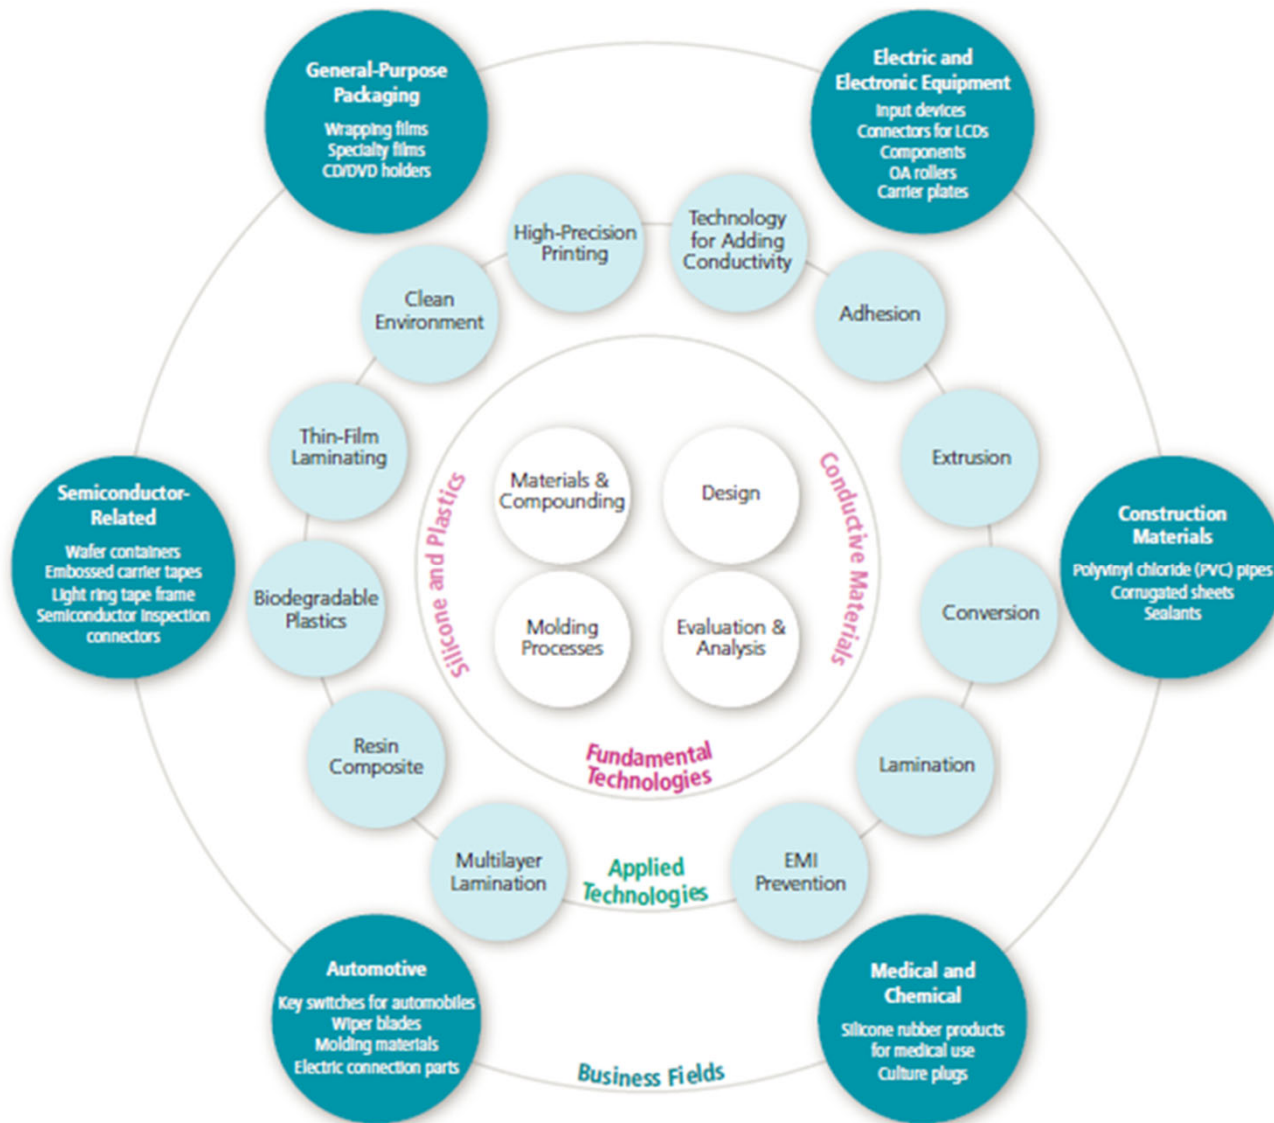 General-Purpose
Packaging
Wrapping films
Specialty films
CD/DVD holders
Electric and
Electronic Equipment
Input devices
Connectors for LCDs
Components
OA rollers
Carrier plates
High-Precision
Printing
Technology
for Adding
Conductivity
Clean
Environment
Adhesion
Thin-Film
Laminating
Extrusion
Materials &
Compounding
Design
Silicone and Plastics
Conductive Materials
Semiconductor-
Related
Wafer containers
Embossed carrier tapes
Light ring tape frame
Semiconductor inspection
connectors
Construction
Materials
Polyvinyl chloride (PVC) pipes
Corrugated sheets
Sealants
Biodegradable
Plastics
Conversion
Molding
Processes
Evaluation &
Analysis
Fundamental
Technologies
Resin
Composite
Lamination
Multilayer
Lamination
Applied
Technologies
EMI
Prevention
Automotive
Key switches for automobiles
Wiper blades
Molding materials
Electric connection parts
Business Fields
Medical and
Chemical
Silicone rubber products
for medical use
Culture plugs